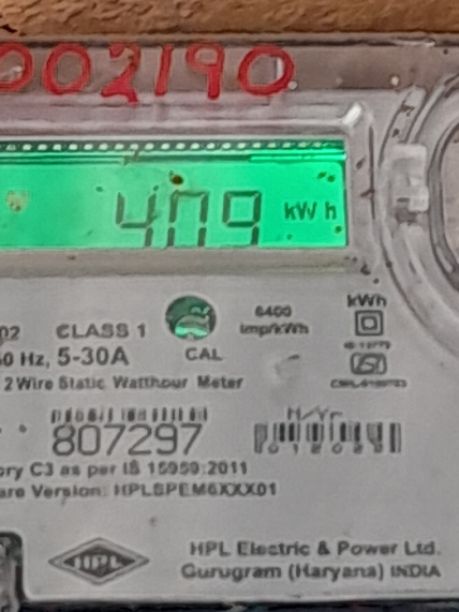 002190
409 kWh
6400 kWh
02 CLASS 1 imp/kWh
60 Hz, 5-30A CAL
2 Wire Static Watthour Meter
M/Yr
807297
ory C3 as per IS 15959:2011
are Version: HPLSPEM6XXX01
HPL HPL Electric & Power Ltd.
Gurugram (Haryana) INDIA